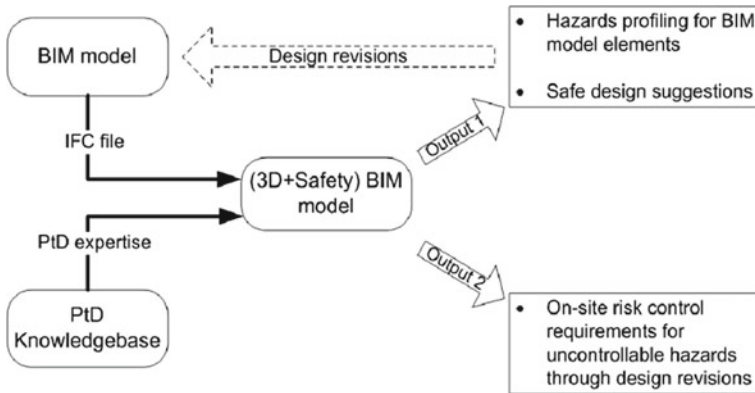 BIM model
Design revisions
• Hazards profiling for BIM
model elements
• Safe design suggestions
IFC file
Output 1
(3D+Safety) BIM
model
PtD expertise
Output 2
PtD
Knowledgebase
• On-site risk control
requirements for
uncontrollable hazards
through design revisions